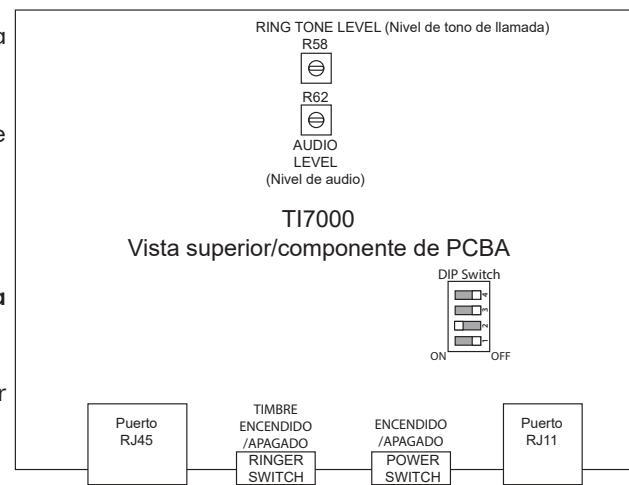 a
RING TONE LEVEL (Nivel de tono de llamada)
R58
R62
e
AUDIO
LEVEL
(Nivel de audio)
TI7000
Vista superior/componente de PCBA
DIP Switch
4
3
2
1
ON
OFF
a
r
Puerto
RJ45
TIMBRE
ENCENDIDO
/APAGADO
RINGER
SWITCH
ENCENDIDO
/APAGADO
POWER
SWITCH
Puerto
RJ11